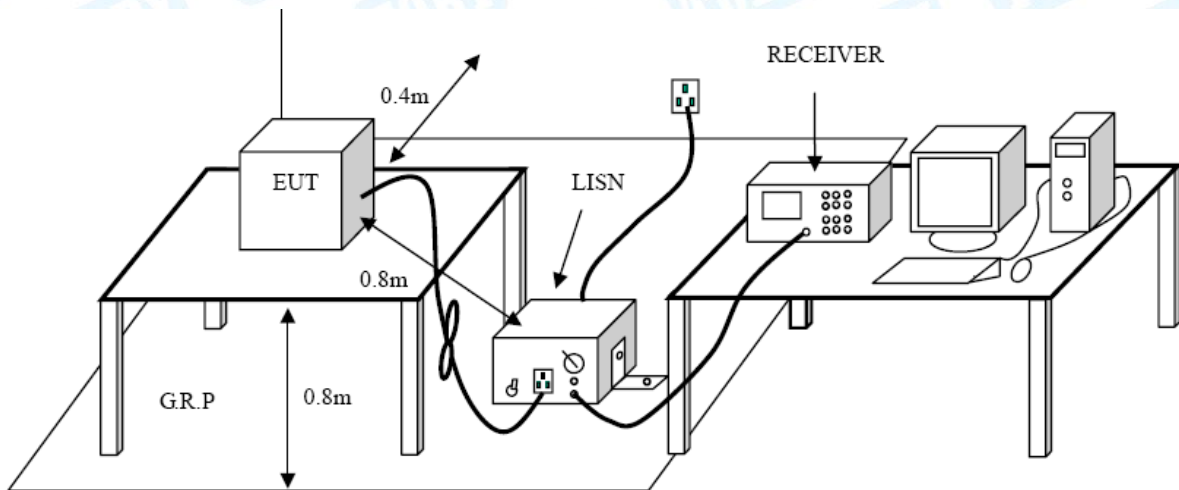 RECEIVER
0.4m
EUT
LISN
0.8m
G.R.P
0.8m